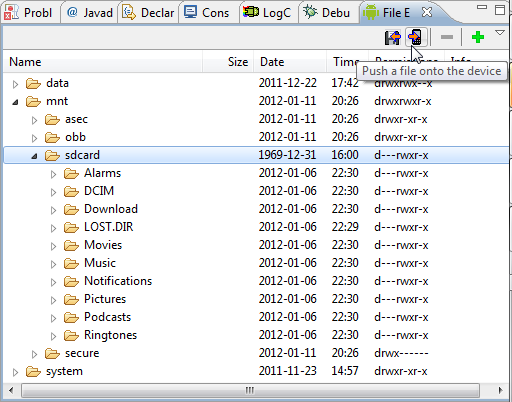 Probl @ Javad Declar Cons LogC Debu File E
Name Size Date Time Info
Push a file onto the device
data 2011-12-22 17:42 drwxrwx--x
mnt 2012-01-11 20:26 drwxrwxr-x
asec 2012-01-11 20:26 drwxr-xr-x
obb 2012-01-11 20:26 drwxr-xr-x
sdcard 1969-12-31 16:00 d---rwxr-x
Alarms 2012-01-06 22:30 d---rwxr-x
DCIM 2012-01-06 22:30 d---rwxr-x
Download 2012-01-06 22:30 d---rwxr-x
LOST.DIR 2012-01-06 22:29 d---rwxr-x
Movies 2012-01-06 22:30 d---rwxr-x
Music 2012-01-06 22:30 d---rwxr-x
Notifications 2012-01-06 22:30 d---rwxr-x
Pictures 2012-01-06 22:30 d---rwxr-x
Podcasts 2012-01-06 22:30 d---rwxr-x
Ringtones 2012-01-06 22:30 d---rwxr-x
secure 2012-01-11 20:26 drwx------
system 2011-11-23 14:57 drwxr-xr-x